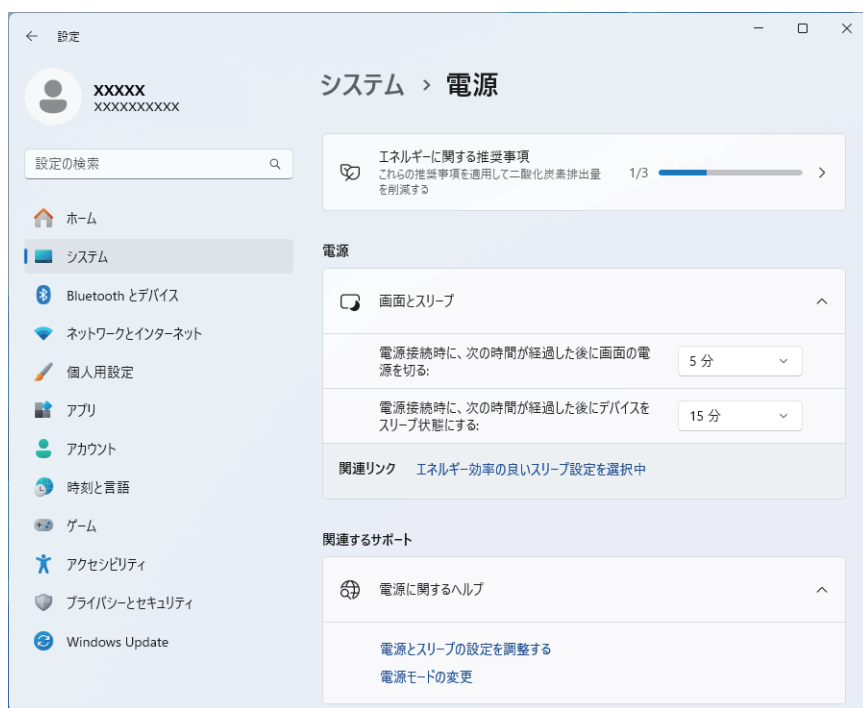 設定
XXXXX
XXXXXXXXXX
設定の検索
ホーム
システム
Bluetooth とデバイス
ネットワークとインターネット
個人用設定
アプリ
アカウント
時刻と言語
ゲーム
アクセシビリティ
プライバシーとセキュリティ
Windows Update
システム › 電源
エネルギーに関する推奨事項
これらの推奨事項を適用して二酸化炭素排出量
を削減する
1/3
電源
画面とスリープ
電源接続時に、次の時間が経過した後に画面の電
源を切る:
5 分
電源接続時に、次の時間が経過した後にデバイスを
スリープ状態にする:
15 分
関連リンク エネルギー効率の良いスリープ設定を選択中
関連するサポート
電源に関するヘルプ
電源とスリープの設定を調整する
電源モードの変更